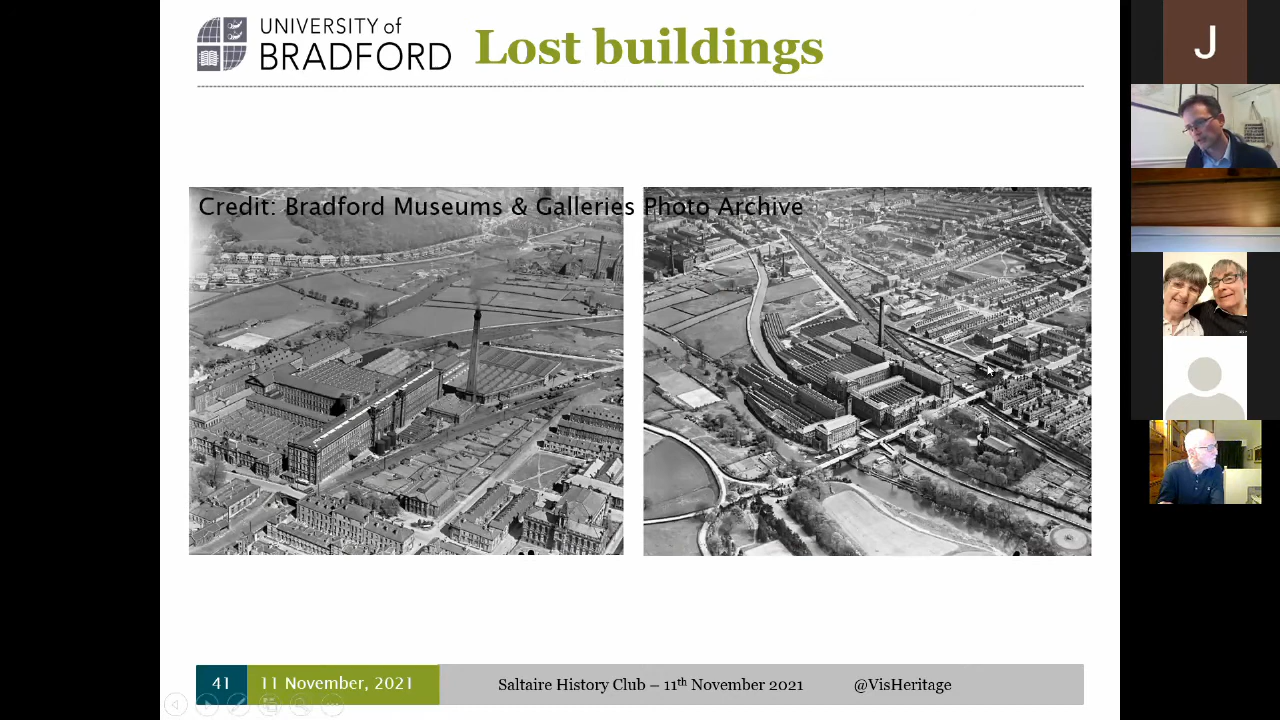 UNIVERSITY of
BRADFORD
Lost buildings
Credit: Bradford Museums & Galleries Photo Archive
41
11 November, 2021
Saltaire History Club – 11th November 2021
@VisHeritage
J